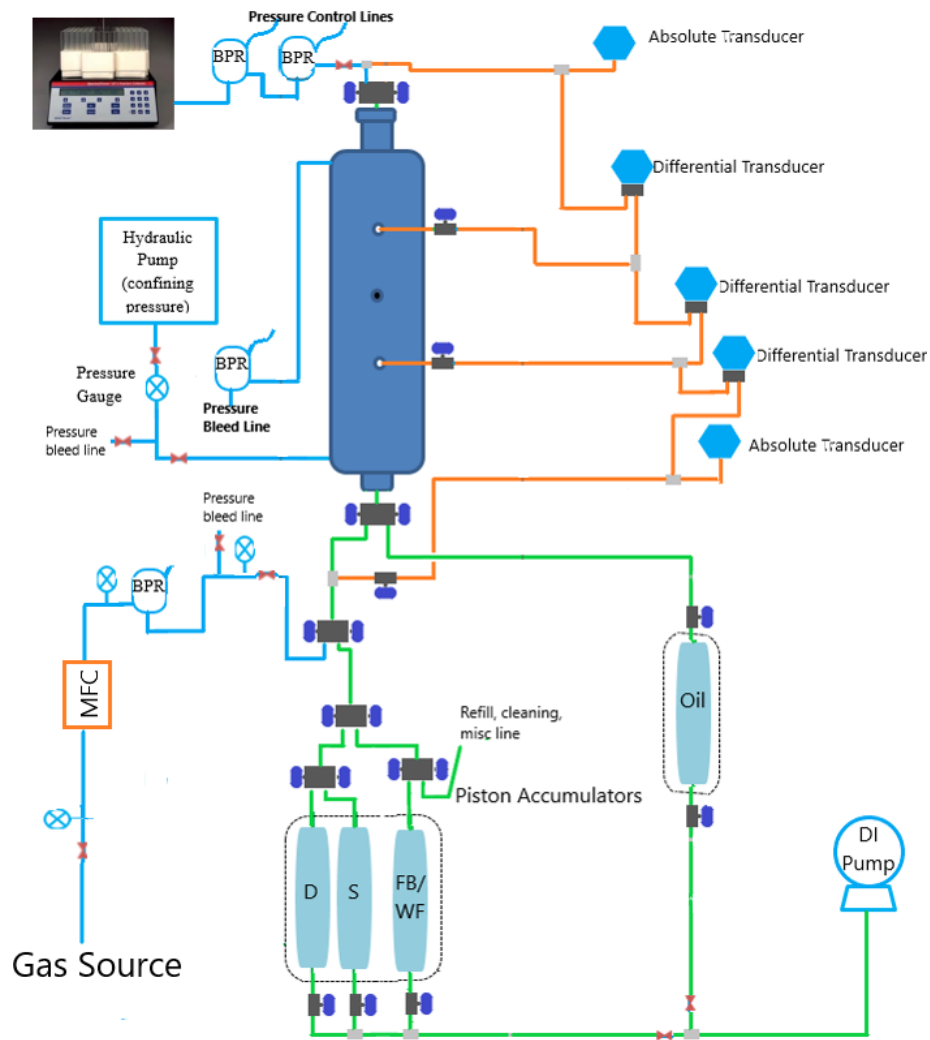 Pressure Control Lines
BPR
BPR
Absolute Transducer
Differential Transducer
Hydraulic
Pump
(confining
pressure)
Differential Transducer
BPR
Differential Transducer
Pressure
Gauge
Pressure
Bleed Line
Pressure
bleed line
Absolute Transducer
Pressure
bleed line
BPR
MFC
Oil
Refill, cleaning,
misc line
Piston Accumulators
DI
Pump
D
S
FB/
WF
Gas Source